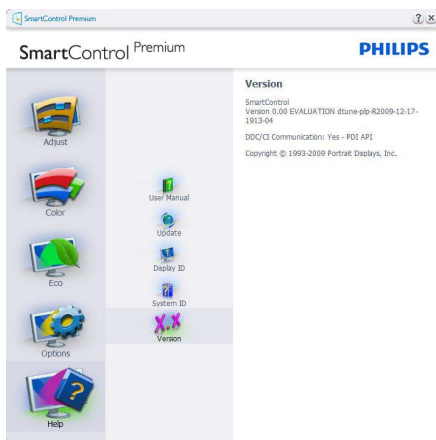 SmartControl Premium
SmartControl Premium
PHILIPS
Adjust
Color
Eco
Options
Help
User Manual
Update
Display ID
System ID
X.X
Version
Version
SmartControl
Version 0.00 EVALUATION dtune-plp-R2009-12-17-
1913-04
DDC/CI Communication: Yes - PDI API
Copyright © 1993-2009 Portrait Displays, Inc.